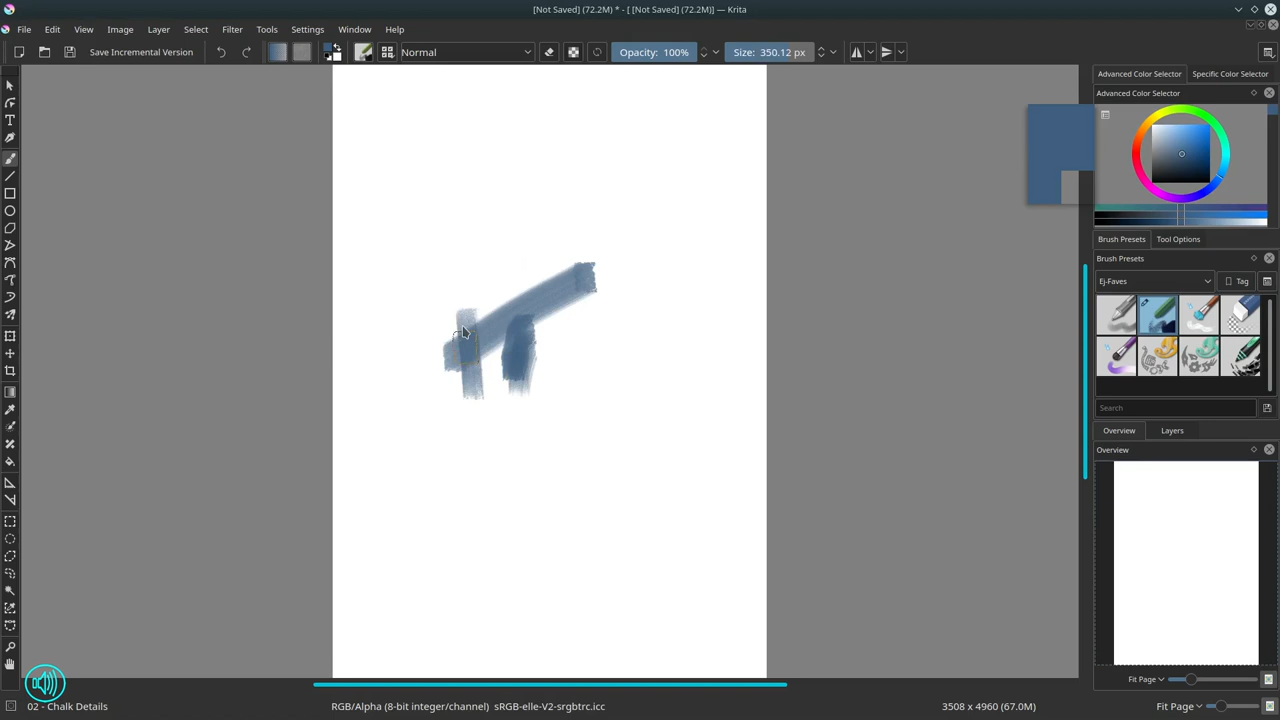 [Not Saved] (72.2M) * - [ [Not Saved] (72.2M)] — Krita
File Edit View Image Layer Select Filter Tools Settings Window Help
Save Incremental Version Normal Opacity: 100% Size: 350.12 px
Advanced Color Selector Specific Color Selector
Advanced Color Selector
Brush Presets Tool Options
Brush Presets
Ej-Faves Tag
Search
Overview Layers
Overview
Fit Page
02 - Chalk Details RGB/Alpha (8-bit integer/channel) sRGB-elle-V2-srgbtrc.icc 3508 x 4960 (67.0M) Fit Page